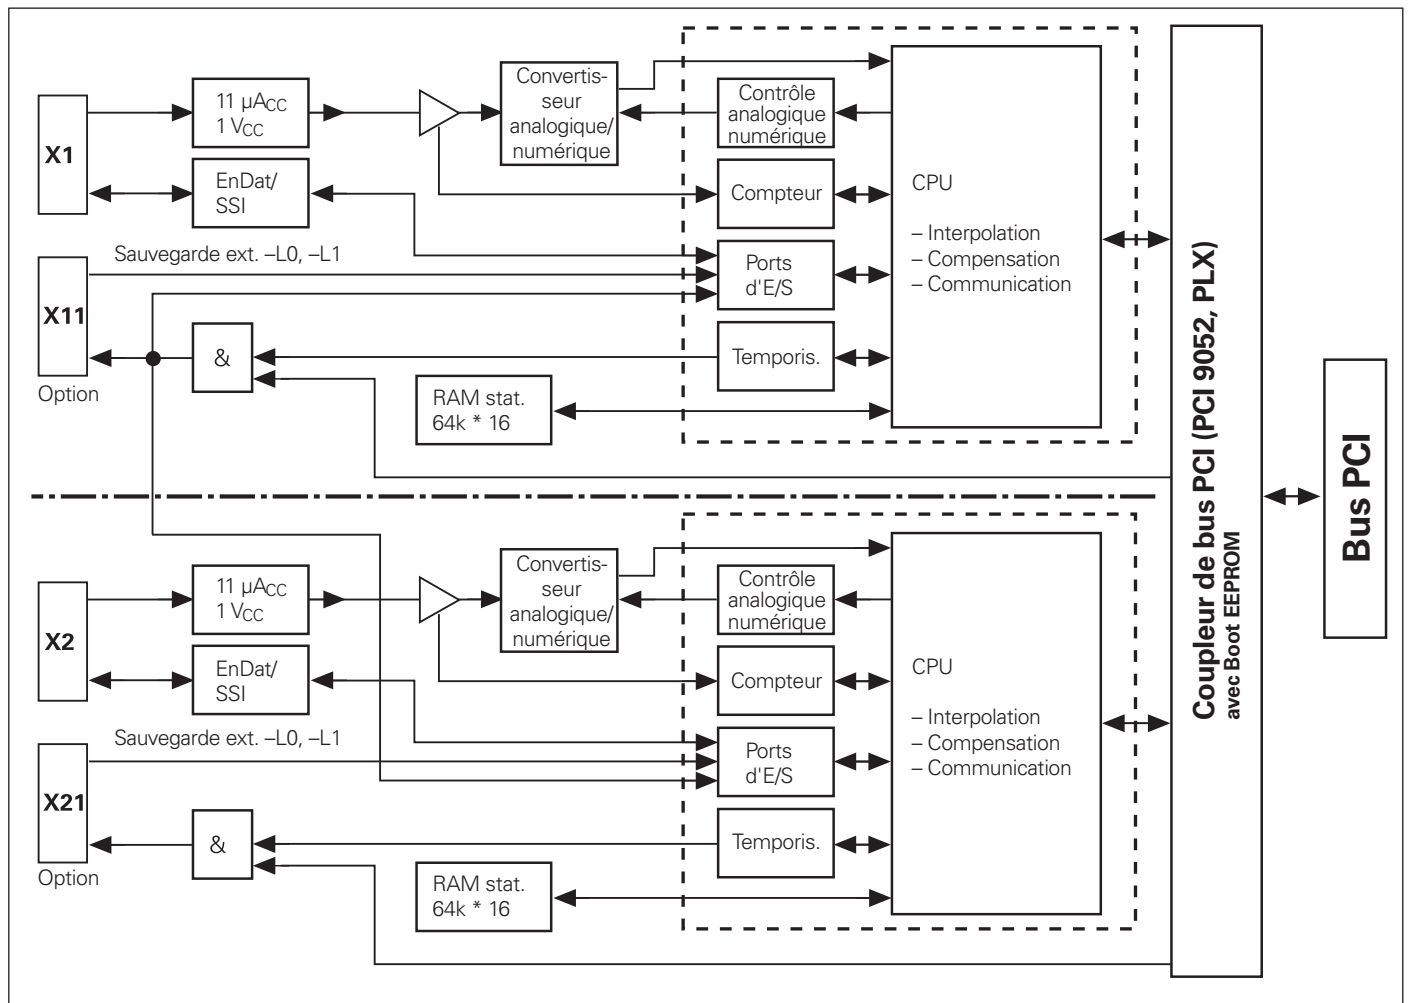 X1
11 µACC
1 VCC
EnDat/
SSI
Convertis-
seur
analogique/
numérique
Contrôle
analogique
numérique
Compteur
Ports
d'E/S
Temporis.
CPU
– Interpolation
– Compensation
– Communication
Sauvegarde ext. –L0, –L1
X11
Option
&
RAM stat.
64k * 16
X2
11 µACC
1 VCC
EnDat/
SSI
Convertis-
seur
analogique/
numérique
Contrôle
analogique
numérique
Compteur
Ports
d'E/S
Temporis.
CPU
– Interpolation
– Compensation
– Communication
Sauvegarde ext. –L0, –L1
X21
Option
&
RAM stat.
64k * 16
Coupleur de bus PCI (PCI 9052, PLX)
avec Boot EEPROM
Bus PCI